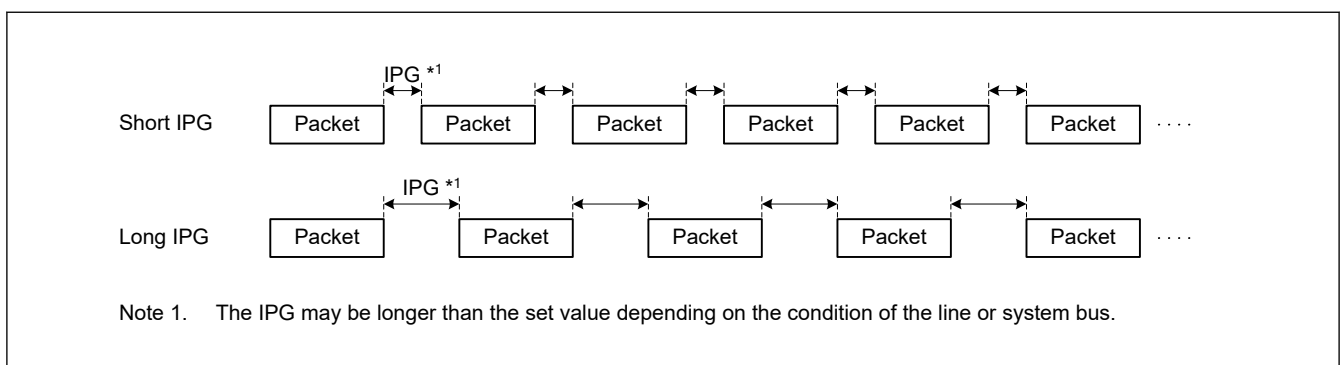 IPG *1
Short IPG Packet Packet Packet Packet Packet Packet ....
IPG *1
Long IPG Packet Packet Packet Packet Packet ....
Note 1. The IPG may be longer than the set value depending on the condition of the line or system bus.